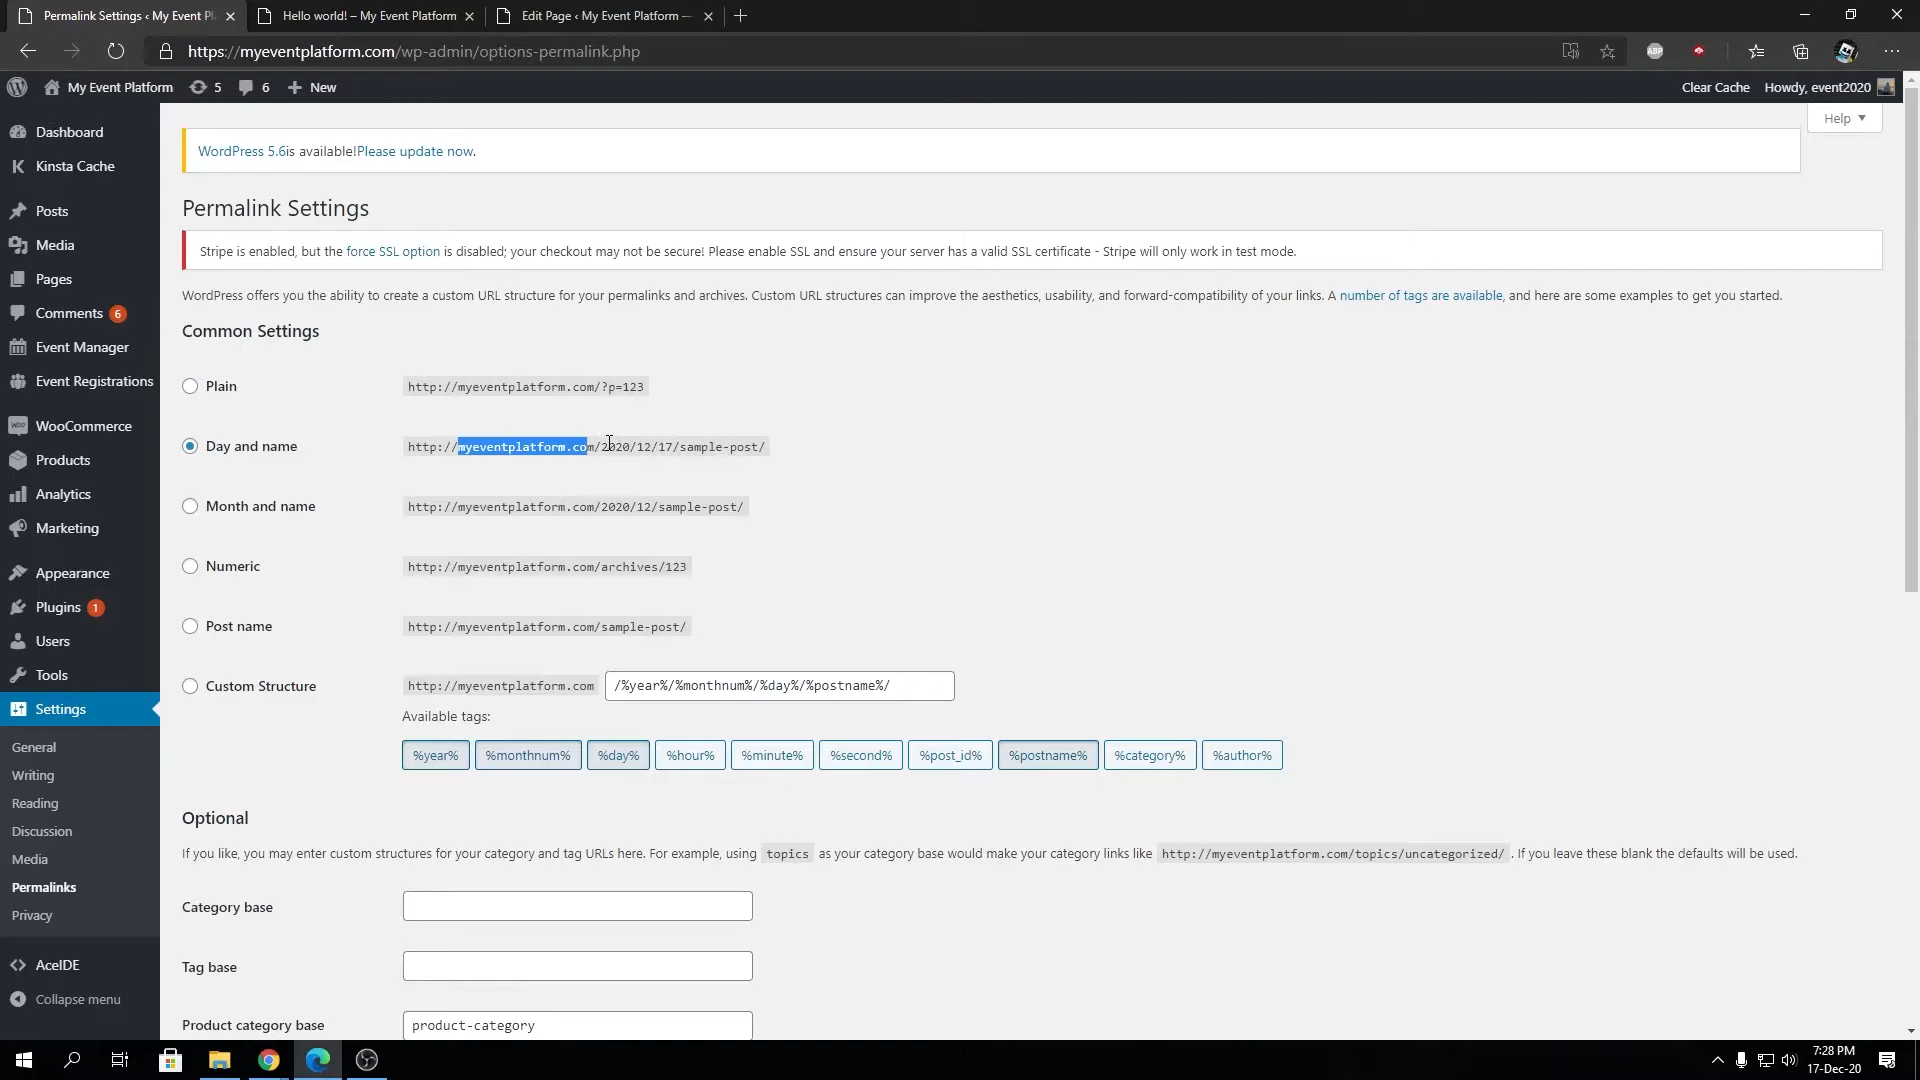 Permalink Settings ‹ My Event Pl
Hello world! – My Event Platform
Edit Page ‹ My Event Platform —
https://myeventplatform.com/wp-admin/options-permalink.php
ABP
My Event Platform
5
6
New
Clear Cache
Howdy, event2020
Dashboard
Kinsta Cache
Posts
Media
Pages
Comments 6
Event Manager
Event Registrations
WooCommerce
Products
Analytics
Marketing
Appearance
Plugins 1
Users
Tools
Settings
General
Writing
Reading
Discussion
Media
Permalinks
Privacy
AceIDE
Collapse menu
Help
WordPress 5.6is available!Please update now.
Permalink Settings
Stripe is enabled, but the force SSL option is disabled; your checkout may not be secure! Please enable SSL and ensure your server has a valid SSL certificate - Stripe will only work in test mode.
WordPress offers you the ability to create a custom URL structure for your permalinks and archives. Custom URL structures can improve the aesthetics, usability, and forward-compatibility of your links. A number of tags are available, and here are some examples to get you started.
Common Settings
Plain http://myeventplatform.com/?p=123
Day and name http://myeventplatform.com/2020/12/17/sample-post/
Month and name http://myeventplatform.com/2020/12/sample-post/
Numeric http://myeventplatform.com/archives/123
Post name http://myeventplatform.com/sample-post/
Custom Structure http://myeventplatform.com /%year%/%monthnum%/%day%/%postname%/
Available tags:
%year% %monthnum% %day% %hour% %minute% %second% %post_id% %postname% %category% %author%
Optional
If you like, you may enter custom structures for your category and tag URLs here. For example, using topics as your category base would make your category links like http://myeventplatform.com/topics/uncategorized/ . If you leave these blank the defaults will be used.
Category base
Tag base
Product category base product-category
7:28 PM
17-Dec-20